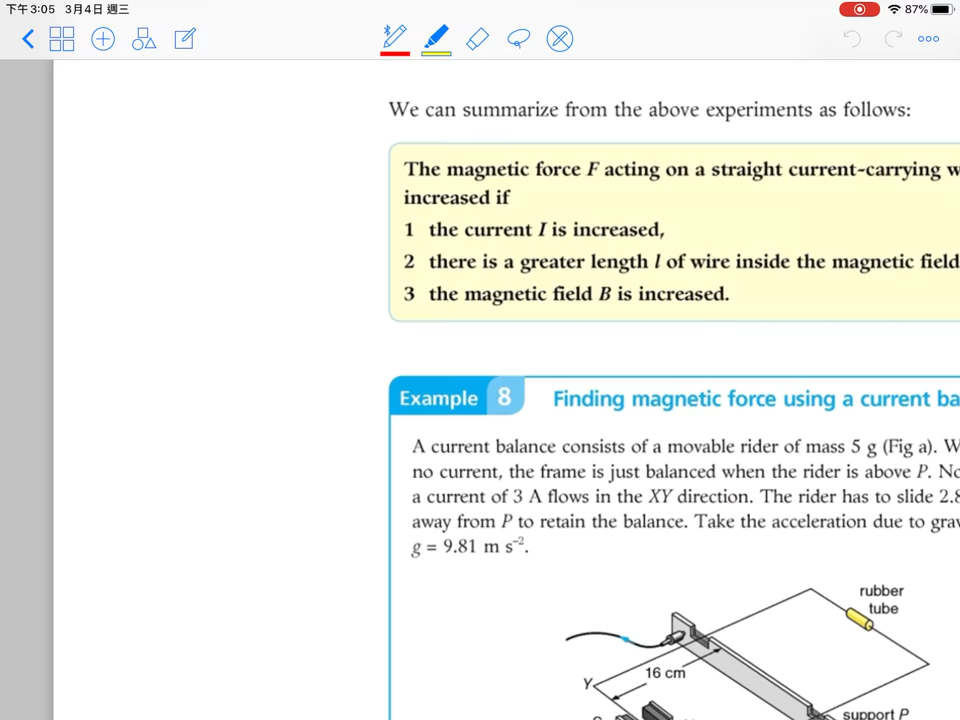 下午3:05 3月4日 週三
87%
We can summarize from the above experiments as follows:
The magnetic force F acting on a straight current-carrying
increased if
1 the current I is increased,
2 there is a greater length l of wire inside the magnetic field
3 the magnetic field B is increased.
Example 8 Finding magnetic force using a current
A current balance consists of a movable rider of mass 5 g (Fig a).
no current, the frame is just balanced when the rider is above P.
a current of 3 A flows in the XY direction. The rider has to slide 2.8
away from P to retain the balance. Take the acceleration due to
g = 9.81 m s⁻².
rubber
tube
16 cm
Y
support P